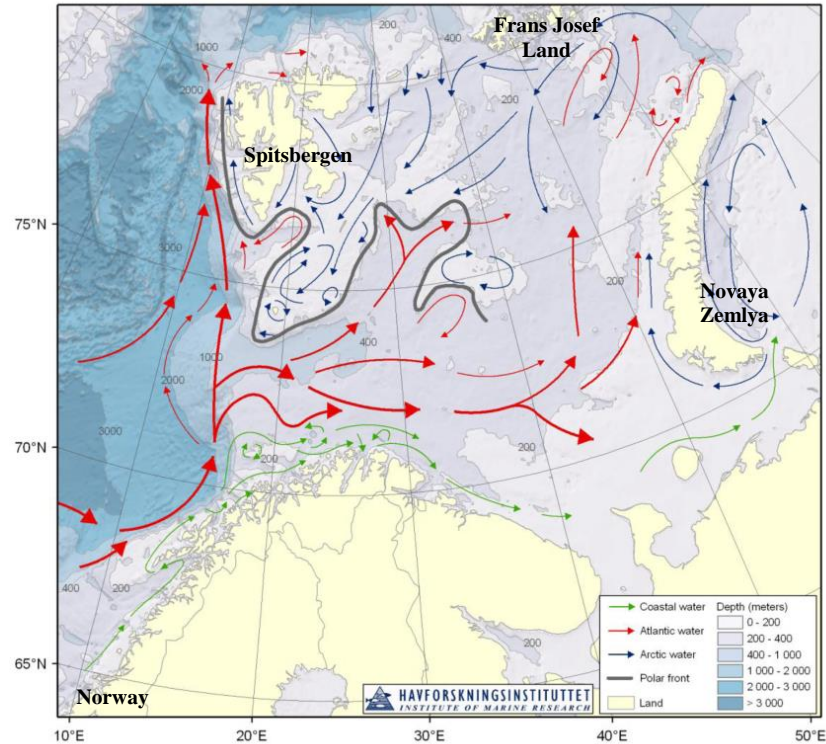 Frans Josef
Land
200
400
1000
2000
200
Spitsbergen
75°N
3000
200
Novaya
Zemlya
400
1000
2000
70°N
3000
200
200
400
200
65°N
200
Norway
Coastal water
Atlantic water
Arctic water
Polar front
Land
Depth (meters)
0 - 200
200 - 400
400 - 1 000
1 000 - 2 000
2 000 - 3 000
> 3 000
HAVFORSKNINGSINSTITUTTET
INSTITUTE OF MARINE RESEARCH
10°E
20°E
30°E
40°E
50°E